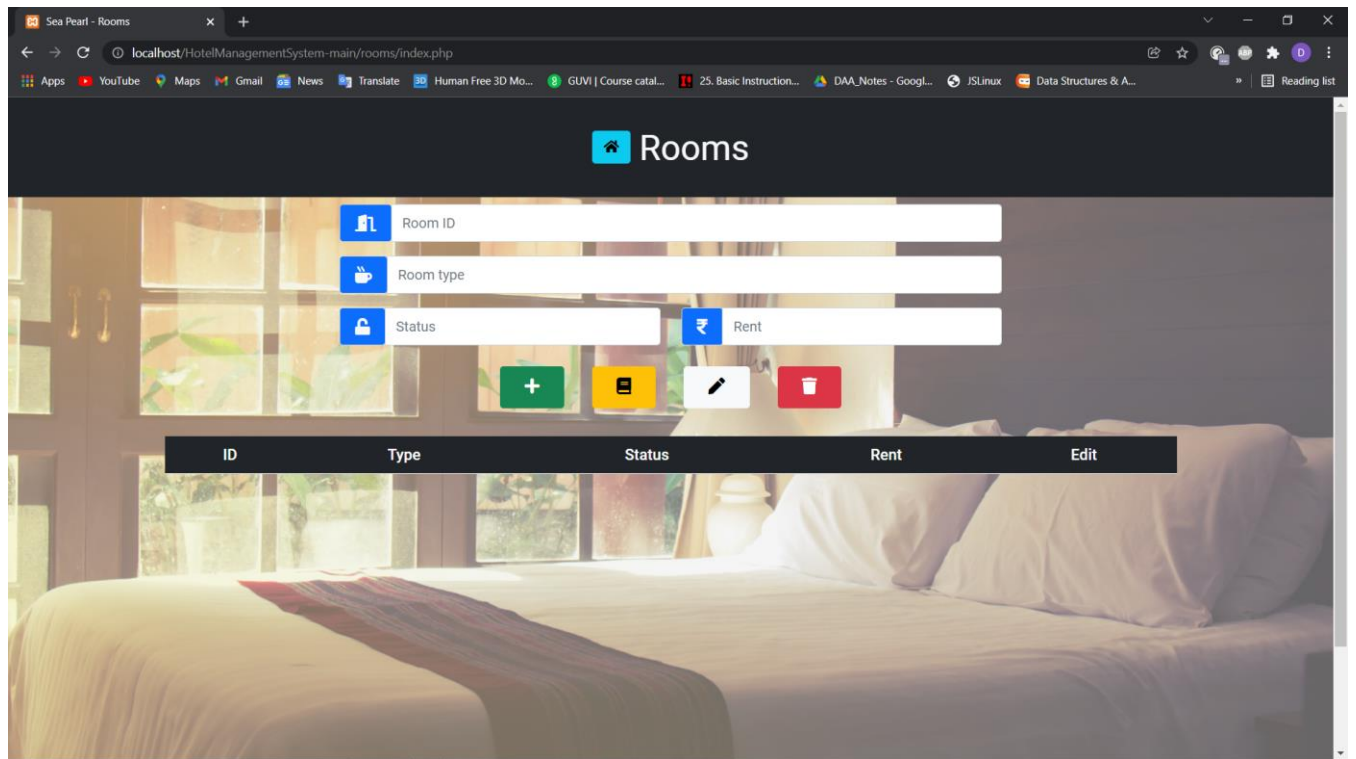 Sea Pearl - Rooms
localhost/HotelManagementSystem-main/rooms/index.php
Apps YouTube Maps Gmail News Translate Human Free 3D Mo... GUVI | Course catal... 25. Basic Instruction... DAA_Notes - Googl... JSLinux Data Structures & A... » Reading list
Rooms
Room ID
Room type
Status ₹ Rent
ID Type Status Rent Edit